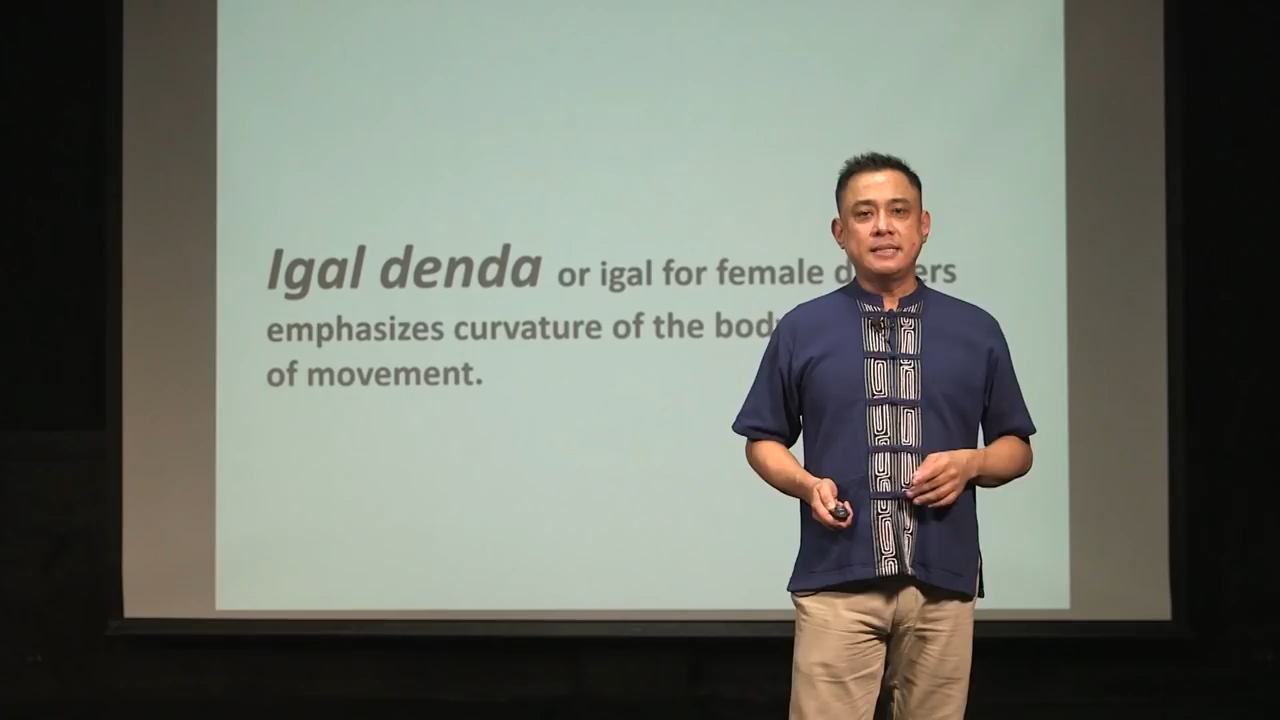 Igal denda or igal for female
emphasizes curvature of the
of movement.